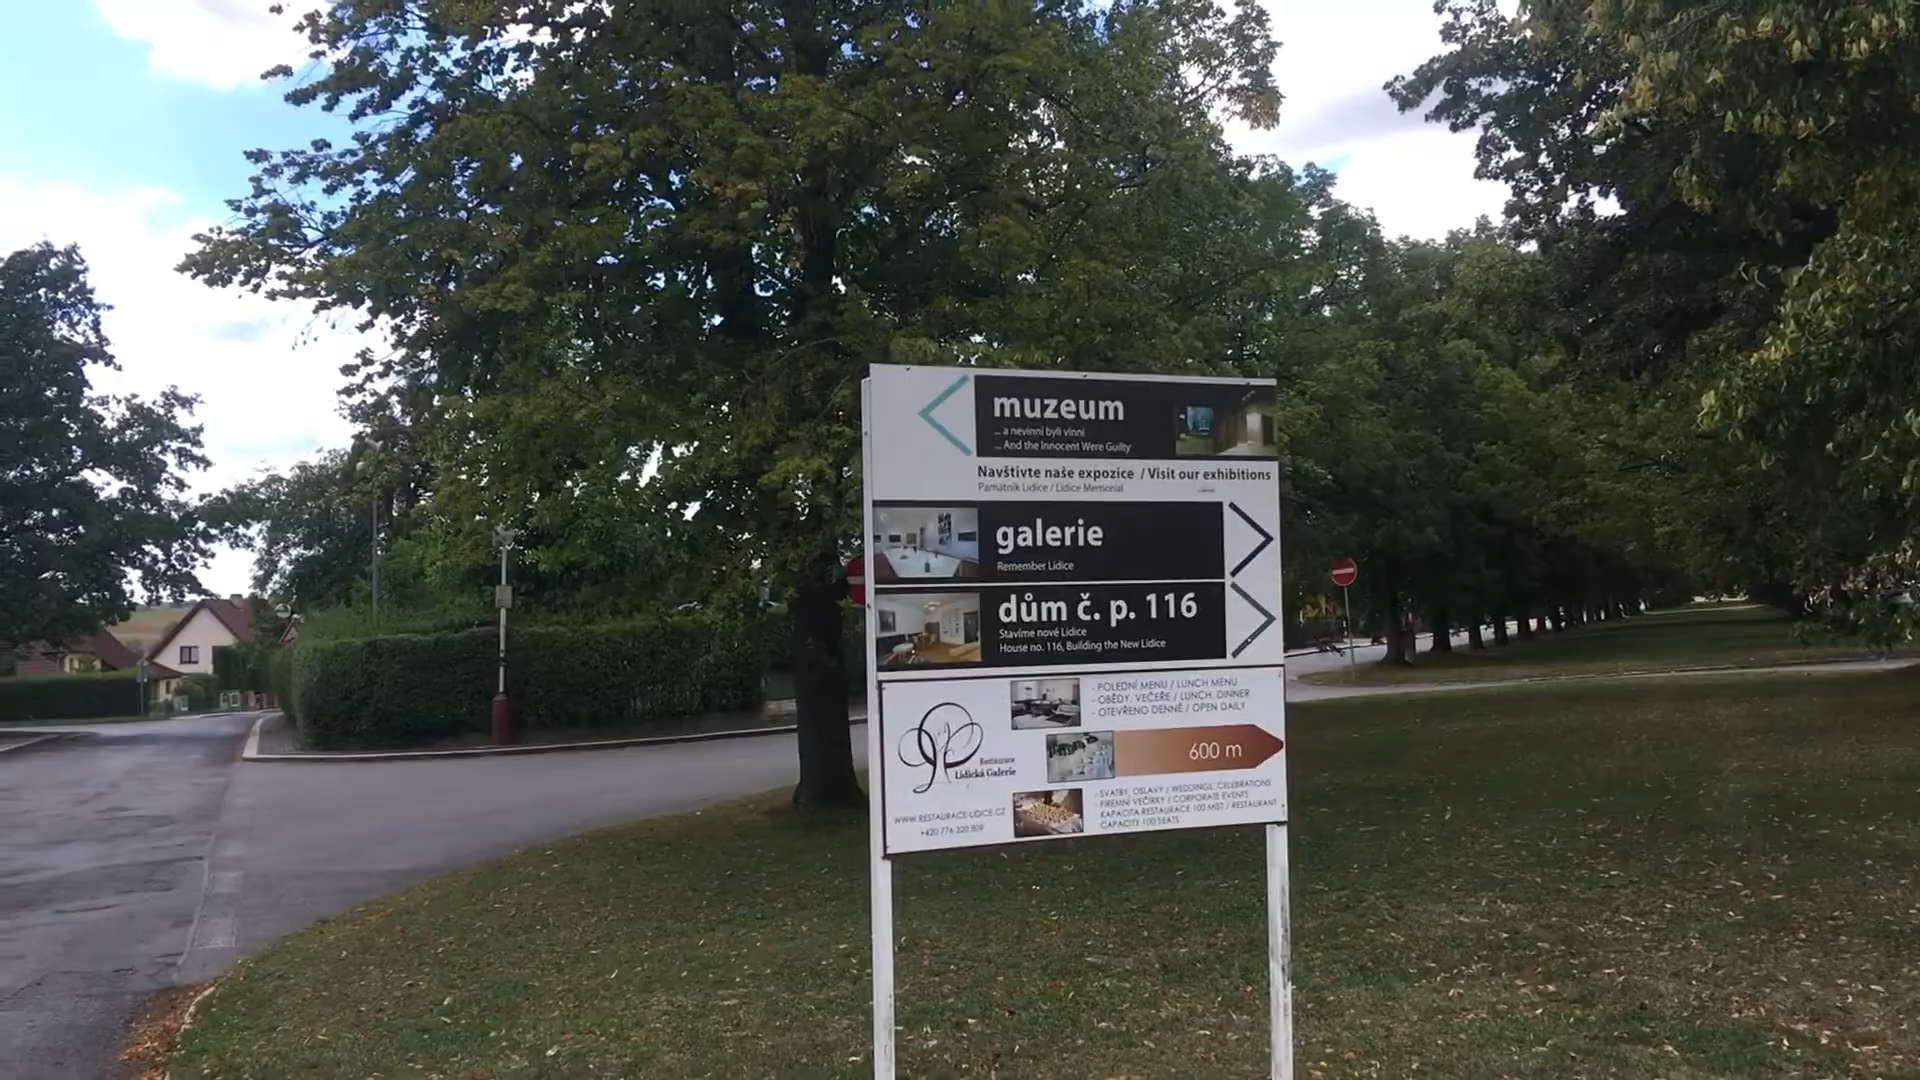 muzeum
... a nevinní byli vinni
... And the Innocent Were Guilty
Navštivte naše expozice / Visit our exhibitions
Památník Lidice / Lidice Memorial
galerie
Remember Lidice
dům č. p. 116
Stavíme nové Lidice
House no. 116, Building the New Lidice
- POLEDNÍ MENU / LUNCH MENU
- OBĚDY, VEČEŘE / LUNCH, DINNER
- OTEVŘENO DENNĚ / OPEN DAILY
Restaurace
Lidická Galerie
600 m
WWW.RESTAURACE-LIDICE.CZ
+420 776 320 809
- SVATBY, OSLAVY / WEDDINGS, CELEBRATIONS
- FIREMNÍ VEČÍRKY / CORPORATE EVENTS
KAPACITA RESTAURACE 100 MÍST / RESTAURANT
CAPACITY 100 SEATS